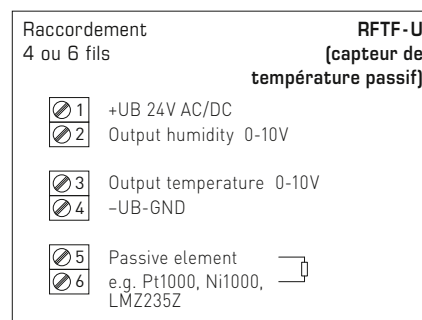 Raccordement RFTF-U
4 ou 6 fils (capteur de
température passif)
1 +UB 24V AC/DC
2 Output humidity 0-10V
3 Output temperature 0-10V
4 –UB-GND
5 Passive element
6 e.g. Pt1000, Ni1000,
LMZ235Z